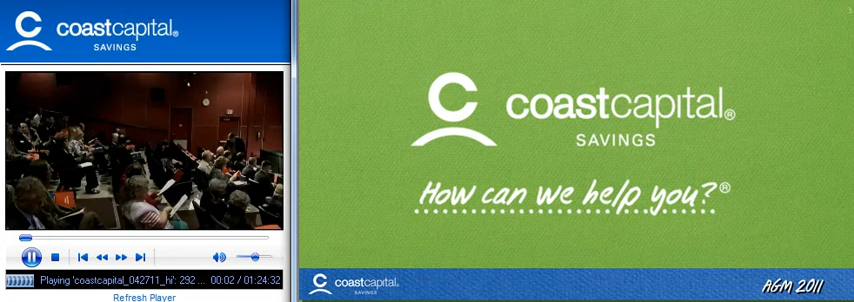 coastcapital®
SAVINGS
Playing 'coastcapital_042711_hi': 292 ... 00:02 / 01:24:32
Refresh Player
3
coastcapital®
SAVINGS
How can we help you?®
coastcapital®
SAVINGS
AGM 2011